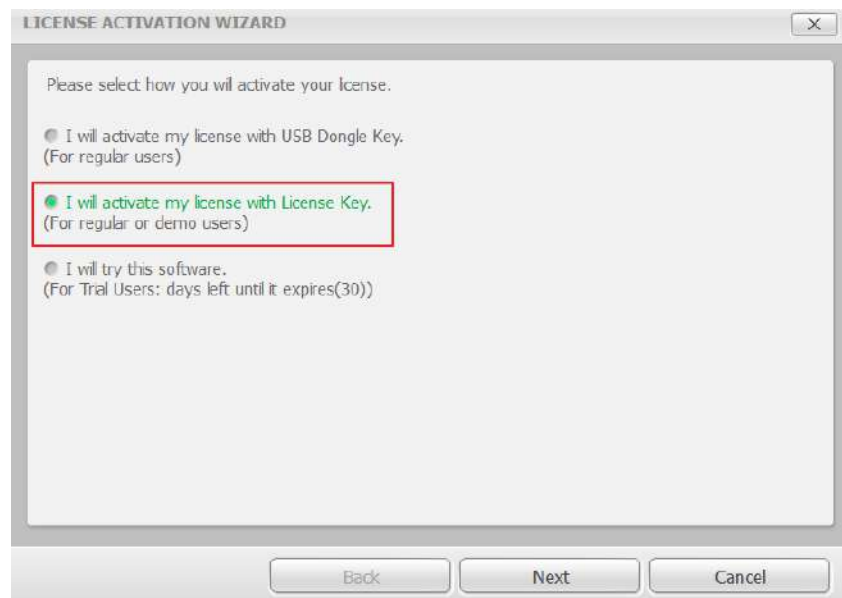 LICENSE ACTIVATION WIZARD
Please select how you wil activate your license.
I will activate my license with USB Dongle Key.
(For regular users)
I will activate my license with License Key.
(For regular or demo users)
I will try this software.
(For Trial Users: days left until it expires(30))
Back
Next
Cancel